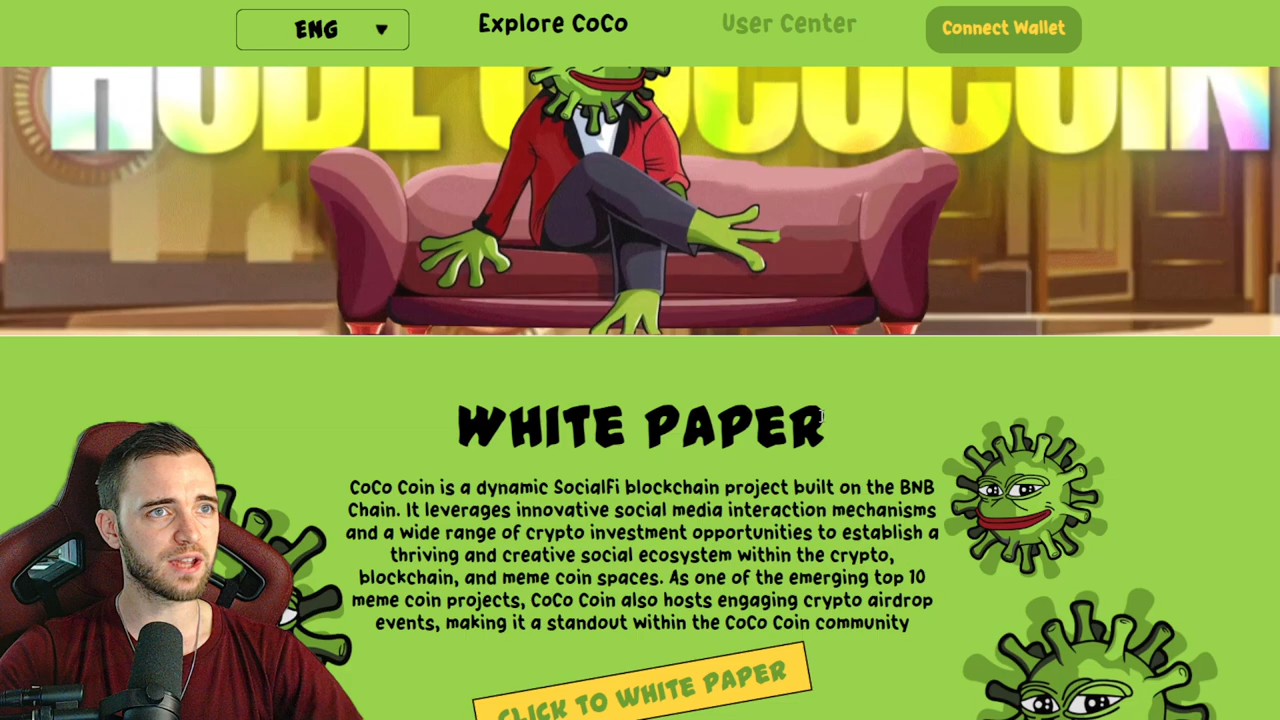 ENG
Explore CoCo
User Center
Connect Wallet
HODL COCOCOIN
WHITE PAPER
CoCo Coin is a dynamic SocialFi blockchain project built on the BNB
Chain. It leverages innovative social media interaction mechanisms
and a wide range of crypto investment opportunities to establish a
thriving and creative social ecosystem within the crypto,
blockchain, and meme coin spaces. As one of the emerging top 10
meme coin projects, CoCo Coin also hosts engaging crypto airdrop
events, making it a standout within the CoCo Coin community
CLICK TO WHITE PAPER